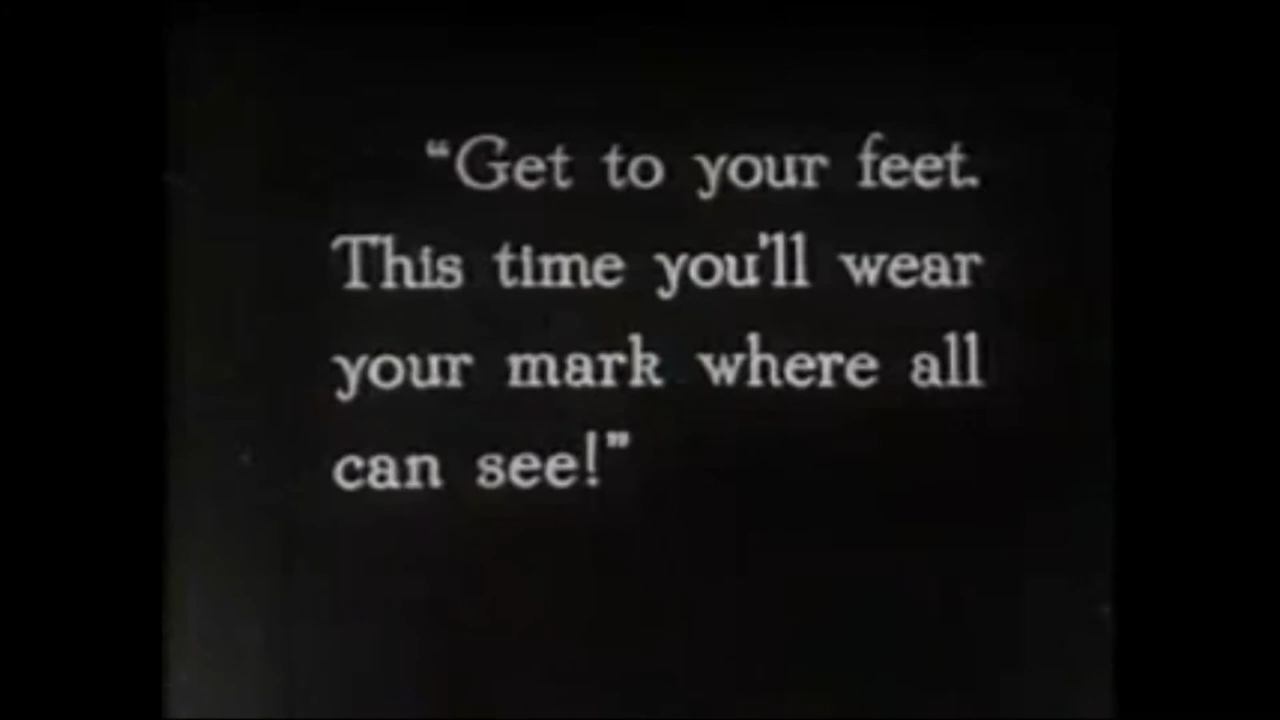 “Get to your feet.
This time you'll wear
your mark where all
can see!”